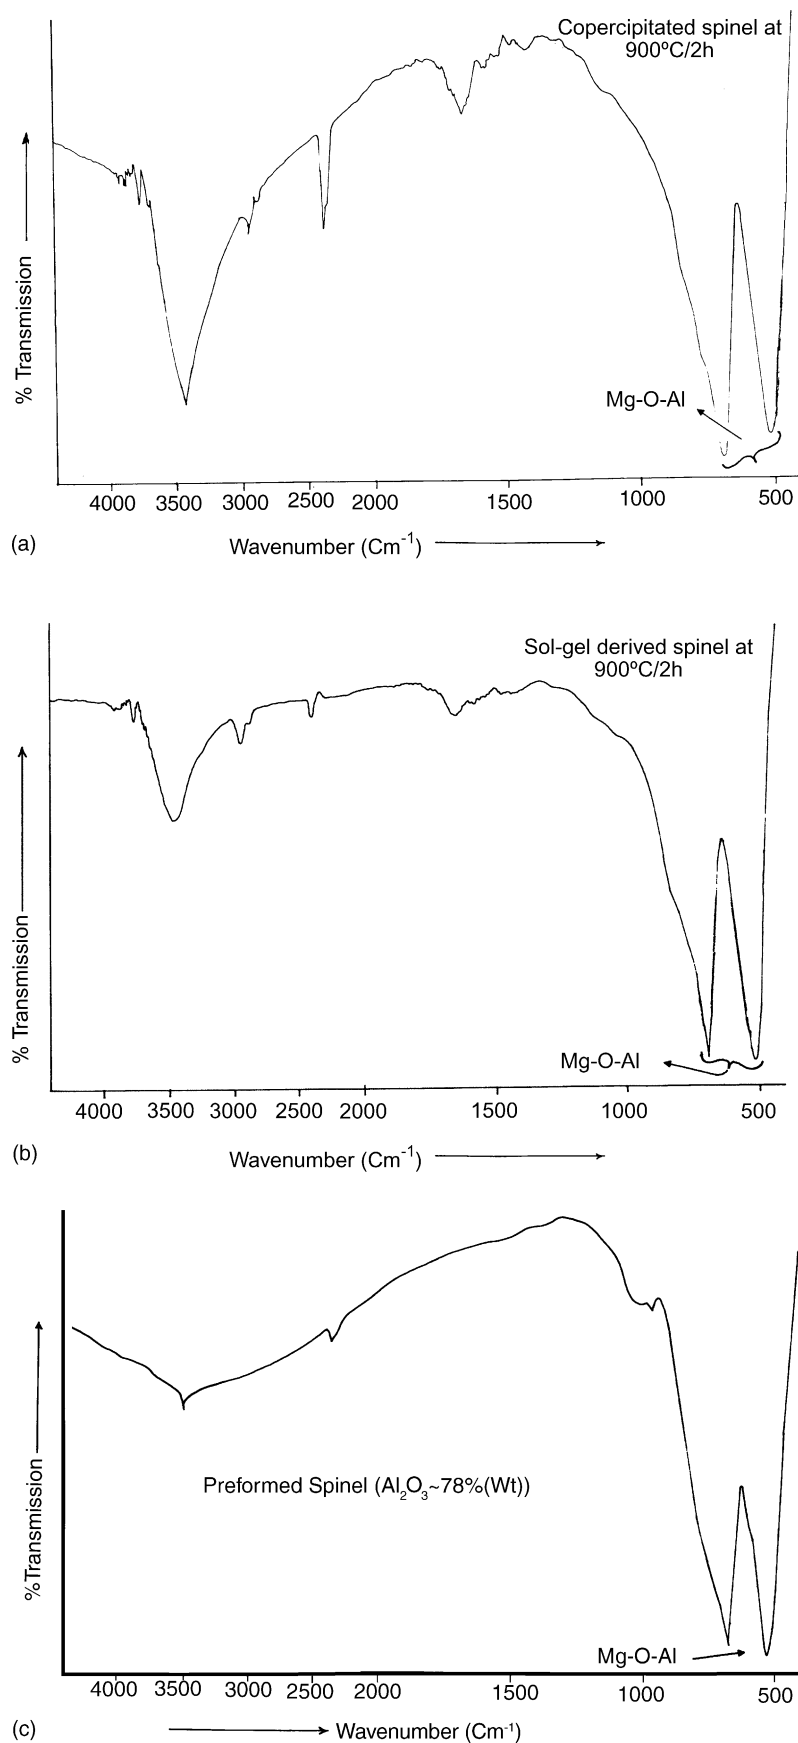 Copercipitated spinel at
900ºC/2h
% Transmission
Mg-O-Al
4000 3500 3000 2500 2000 1500 1000 500
(a)
Wavenumber (Cm-1)
Sol-gel derived spinel at
900ºC/2h
% Transmission
Mg-O-Al
4000 3500 3000 2500 2000 1500 1000 500
(b)
Wavenumber (Cm-1)
%Transmission
Preformed Spinel (Al2O3~78%(Wt))
Mg-O-Al
4000 3500 3000 2500 2000 1500 1000 500
(c)
Wavenumber (Cm-1)